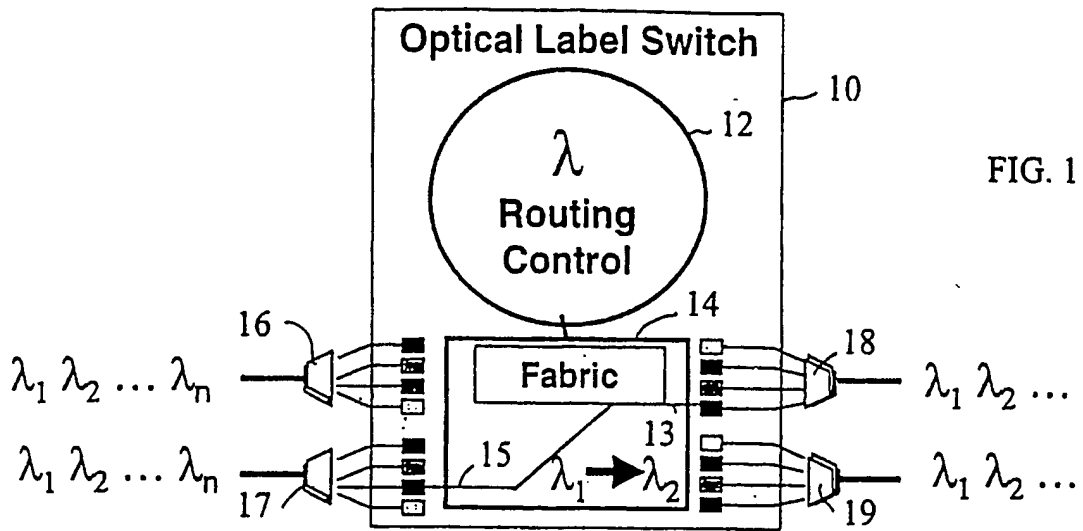 Optical Label Switch
10
12
FIG. 1
λ
Routing
Control
14
16
18
λ₁ λ₂ ... λₙ
Fabric
λ₁ λ₂ ...
13
15
λ₁ → λ₂
λ₁ λ₂ ... λₙ
λ₁ λ₂ ...
17
19